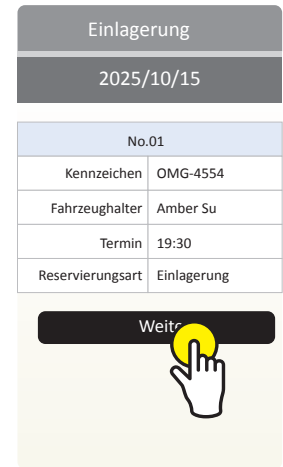 Einlagerung
2025/10/15
No.01
Kennzeichen OMG-4554
Fahrzeughalter Amber Su
Termin 19:30
Reservierungsart Einlagerung